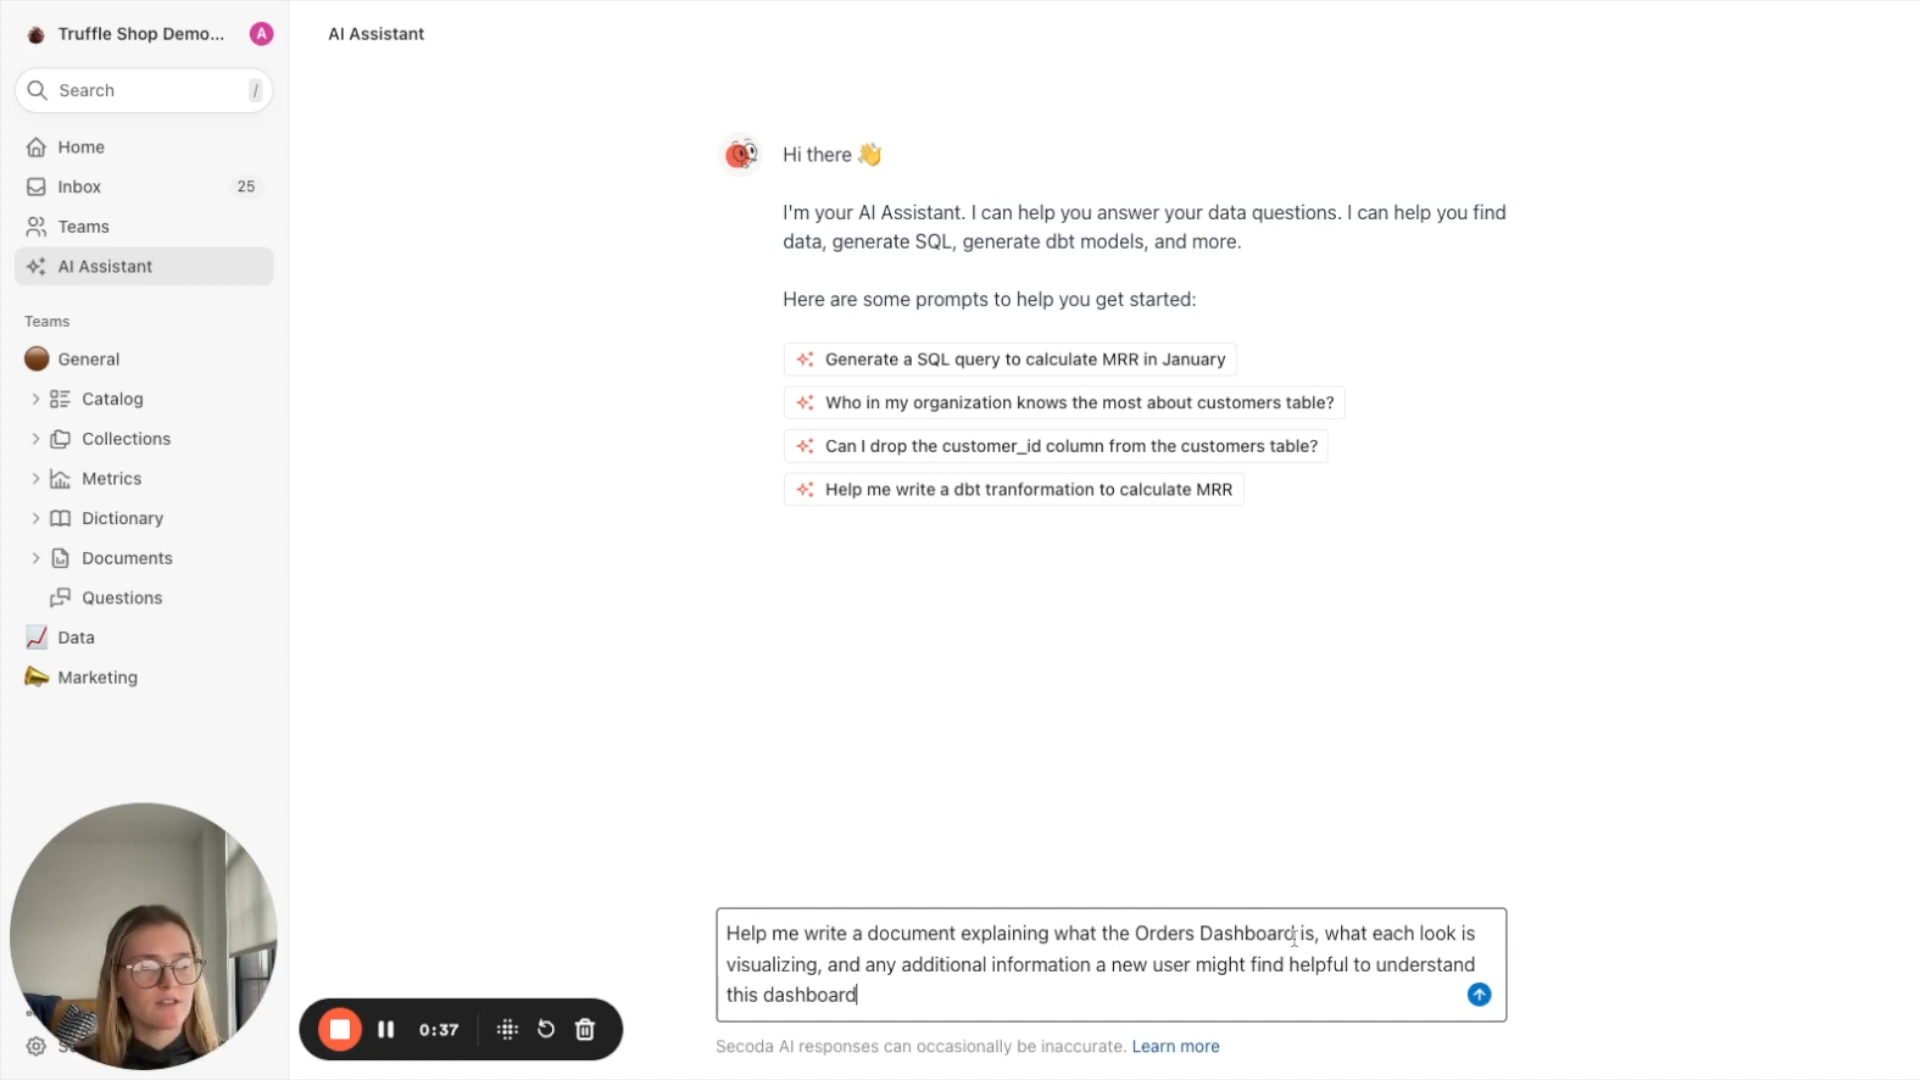 Truffle Shop Demo...
A
Search
/
Home
Inbox
25
Teams
AI Assistant
Teams
General
Catalog
Collections
Metrics
Dictionary
Documents
Questions
Data
Marketing
AI Assistant
Hi there
I'm your AI Assistant. I can help you answer your data questions. I can help you find
data, generate SQL, generate dbt models, and more.
Here are some prompts to help you get started:
Generate a SQL query to calculate MRR in January
Who in my organization knows the most about customers table?
Can I drop the customer_id column from the customers table?
Help me write a dbt tranformation to calculate MRR
Help me write a document explaining what the Orders Dashboard is, what each look is
visualizing, and any additional information a new user might find helpful to understand
this dashboard
0:37
Secoda AI responses can occasionally be inaccurate. Learn more